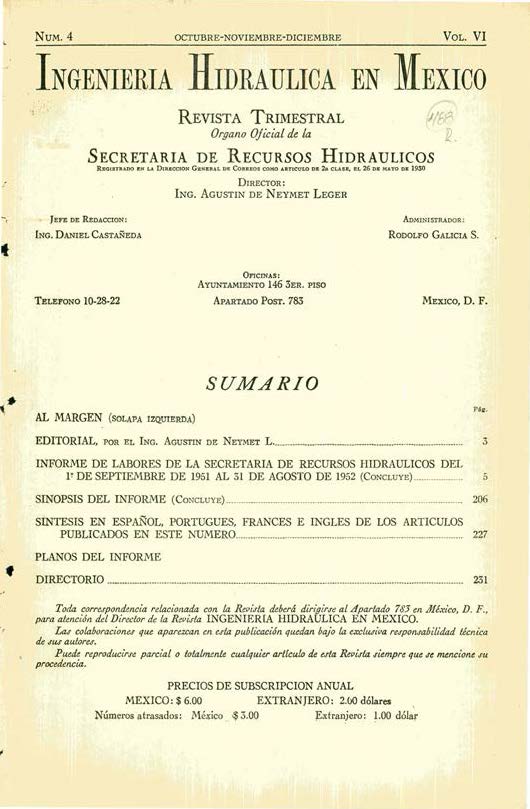 NUM. 4 OCTUBRE-NOVIEMBRE-DICIEMBRE VOL. VI
INGENIERIA HIDRAULICA EN MEXICO
REVISTA TRIMESTRAL
Organo Oficial de la
SECRETARIA DE RECURSOS HIDRAULICOS
REGISTRADO EN LA DIRECCION GENERAL DE CORREOS COMO ARTICULO DE 2a CLASE, EL 26 DE MAYO DE 1930
DIRECTOR:
ING. AGUSTIN DE NEYMET LEGER
JEFE DE REDACCION: ADMINISTRADOR:
ING. DANIEL CASTAÑEDA RODOLFO GALICIA S.
OFICINAS:
AYUNTAMIENTO 146 3ER. PISO
TELEFONO 10-28-22 APARTADO POST. 783 MEXICO, D. F.
SUMARIO
Pág.
AL MARGEN (SOLAPA IZQUIERDA)
EDITORIAL, POR EL ING. AGUSTIN DE NEYMET L. 3
INFORME DE LABORES DE LA SECRETARIA DE RECURSOS HIDRAULICOS DEL
1º DE SEPTIEMBRE DE 1951 AL 31 DE AGOSTO DE 1952 (CONCLUYE) 5
SINOPSIS DEL INFORME (CONCLUYE) 206
SINTESIS EN ESPAÑOL, PORTUGUES, FRANCES E INGLES DE LOS ARTICULOS
PUBLICADOS EN ESTE NUMERO 227
PLANOS DEL INFORME
DIRECTORIO 231
Toda correspondencia relacionada con la Revista deberá dirigirse al Apartado 783 en México, D. F.,
para atención del Director de la Revista INGENIERIA HIDRAULICA EN MEXICO.
Las colaboraciones que aparezcan en esta publicación quedan bajo la exclusiva responsabilidad técnica
de sus autores.
Puede reproducirse parcial o totalmente cualquier artículo de esta Revista siempre que se mencione su
procedencia.
PRECIOS DE SUBSCRIPCION ANUAL
MEXICO: $ 6.00 EXTRANJERO: 2.00 dólares
Números atrasados: México $ 3.00 Extranjero: 1.00 dólar